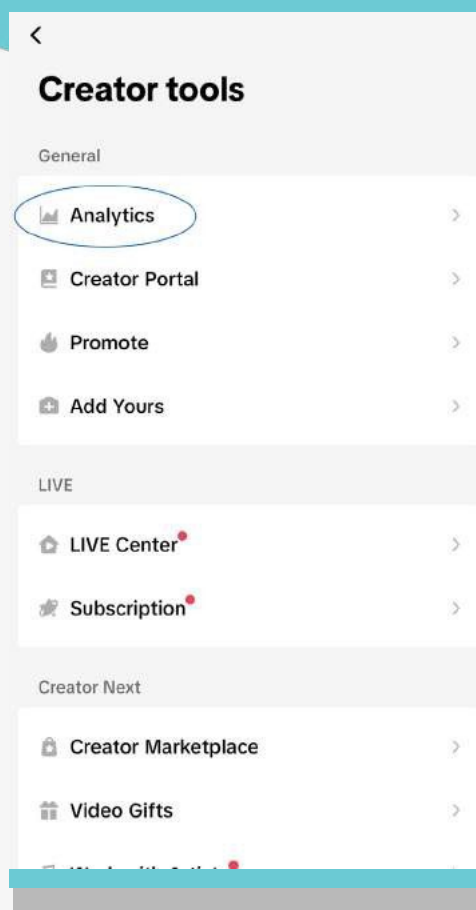 Creator tools
General
Analytics
Creator Portal
Promote
Add Yours
LIVE
LIVE Center
Subscription
Creator Next
Creator Marketplace
Video Gifts